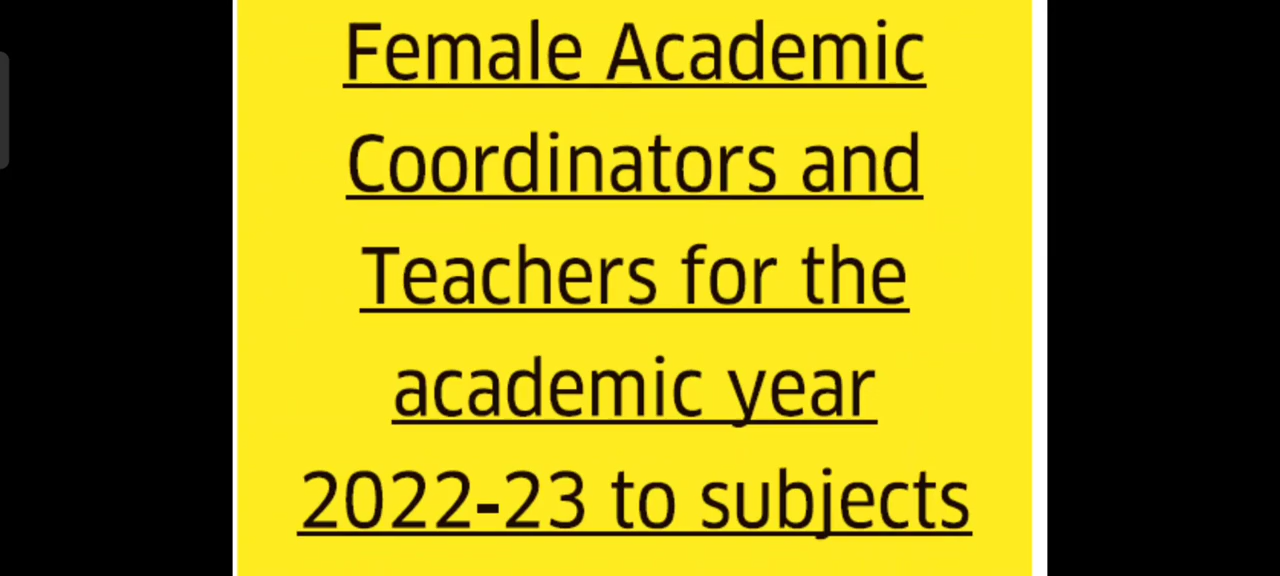 Female Academic
Coordinators and
Teachers for the
academic year
2022-23 to subjects